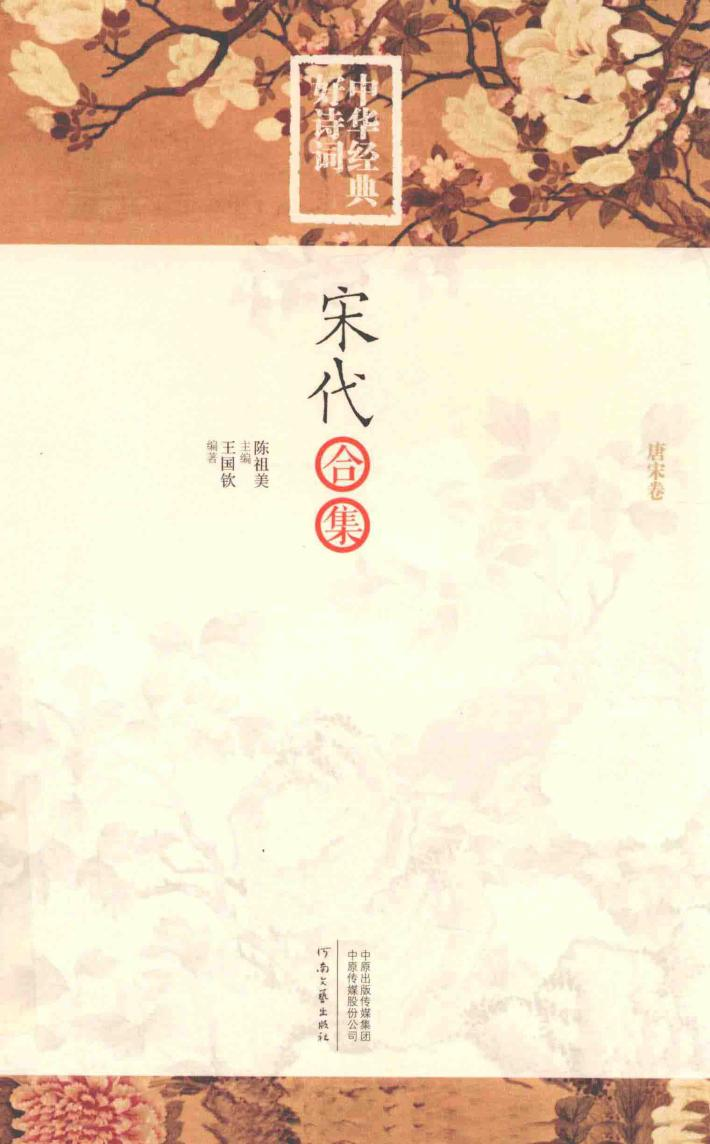 中华经典
好诗词
宋代
合集
唐宋卷
陈祖美
主编
王国钦
编著
中原出版传媒集团
中原传媒股份公司
河南文艺出版社